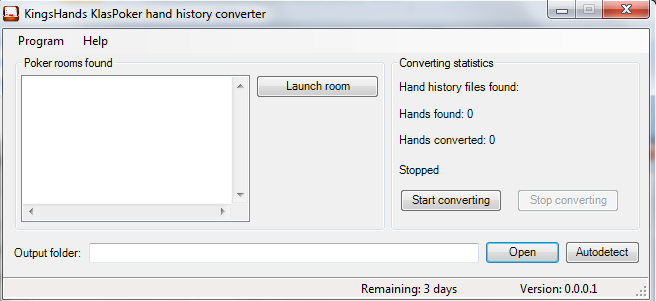 KingsHands KlasPoker hand history converter
Program Help
Poker rooms found
Launch room
Converting statistics
Hand history files found:
Hands found: 0
Hands converted: 0
Stopped
Start converting Stop converting
Output folder: Open Autodetect
Remaining: 3 days Version: 0.0.0.1